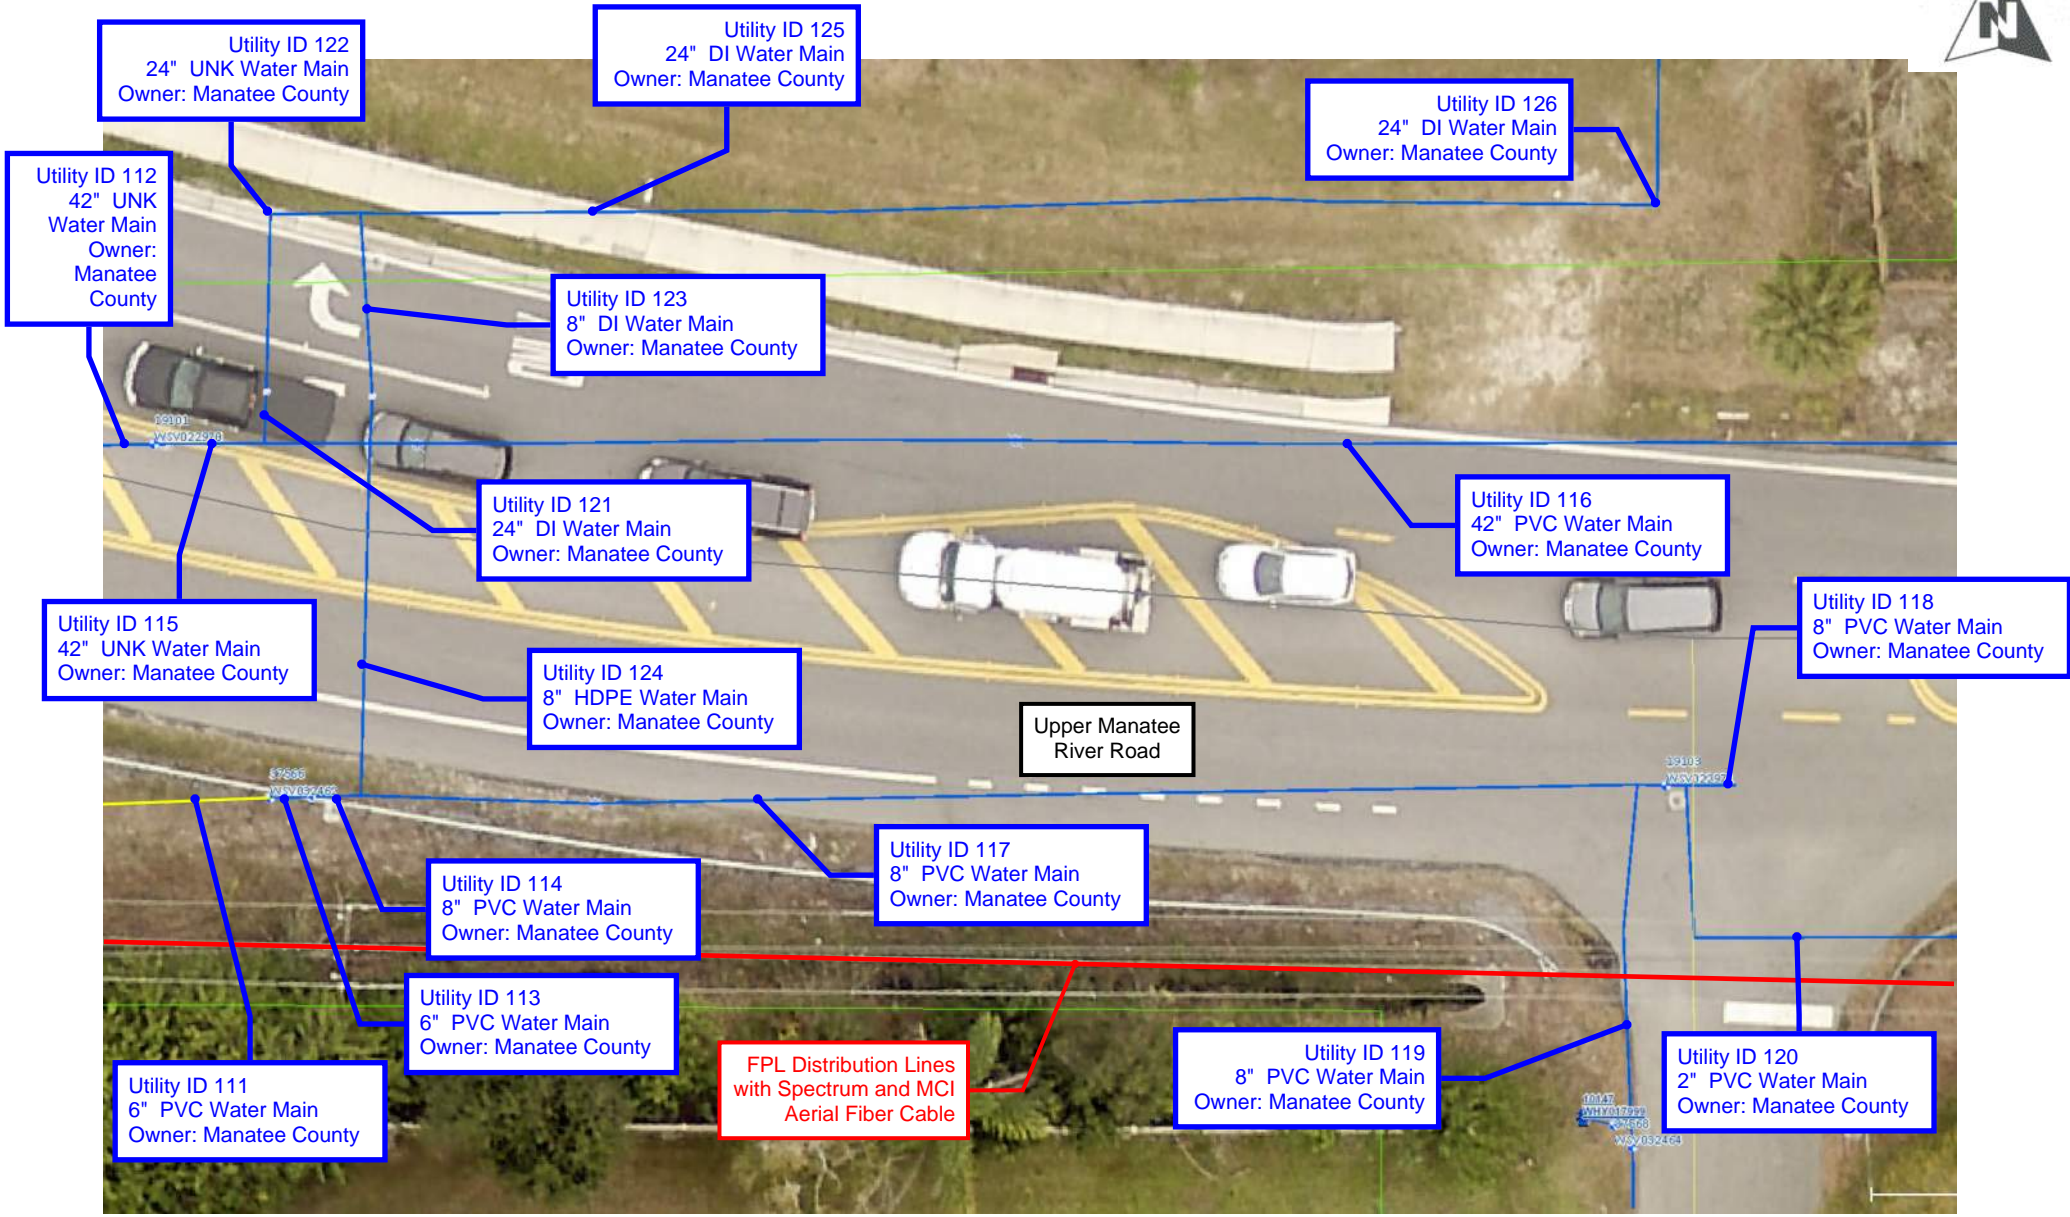 N
Utility ID 122
24" UNK Water Main
Owner: Manatee County
Utility ID 125
24" DI Water Main
Owner: Manatee County
Utility ID 126
24" DI Water Main
Owner: Manatee County
Utility ID 112
42" UNK
Water Main
Owner:
Manatee
County
Utility ID 123
8" DI Water Main
Owner: Manatee County
19101
Utility ID 121
24" DI Water Main
Owner: Manatee County
Utility ID 116
42" PVC Water Main
Owner: Manatee County
Utility ID 115
42" UNK Water Main
Owner: Manatee County
Utility ID 118
8" PVC Water Main
Owner: Manatee County
Utility ID 124
8" HDPE Water Main
Owner: Manatee County
Upper Manatee
River Road
19103
37566
Utility ID 117
8" PVC Water Main
Owner: Manatee County
Utility ID 114
8" PVC Water Main
Owner: Manatee County
Utility ID 113
6" PVC Water Main
Owner: Manatee County
Utility ID 111
6" PVC Water Main
Owner: Manatee County
FPL Distribution Lines
with Spectrum and MCI
Aerial Fiber Cable
Utility ID 119
8" PVC Water Main
Owner: Manatee County
Utility ID 120
2" PVC Water Main
Owner: Manatee County
10147
WHY017999
WSV032464